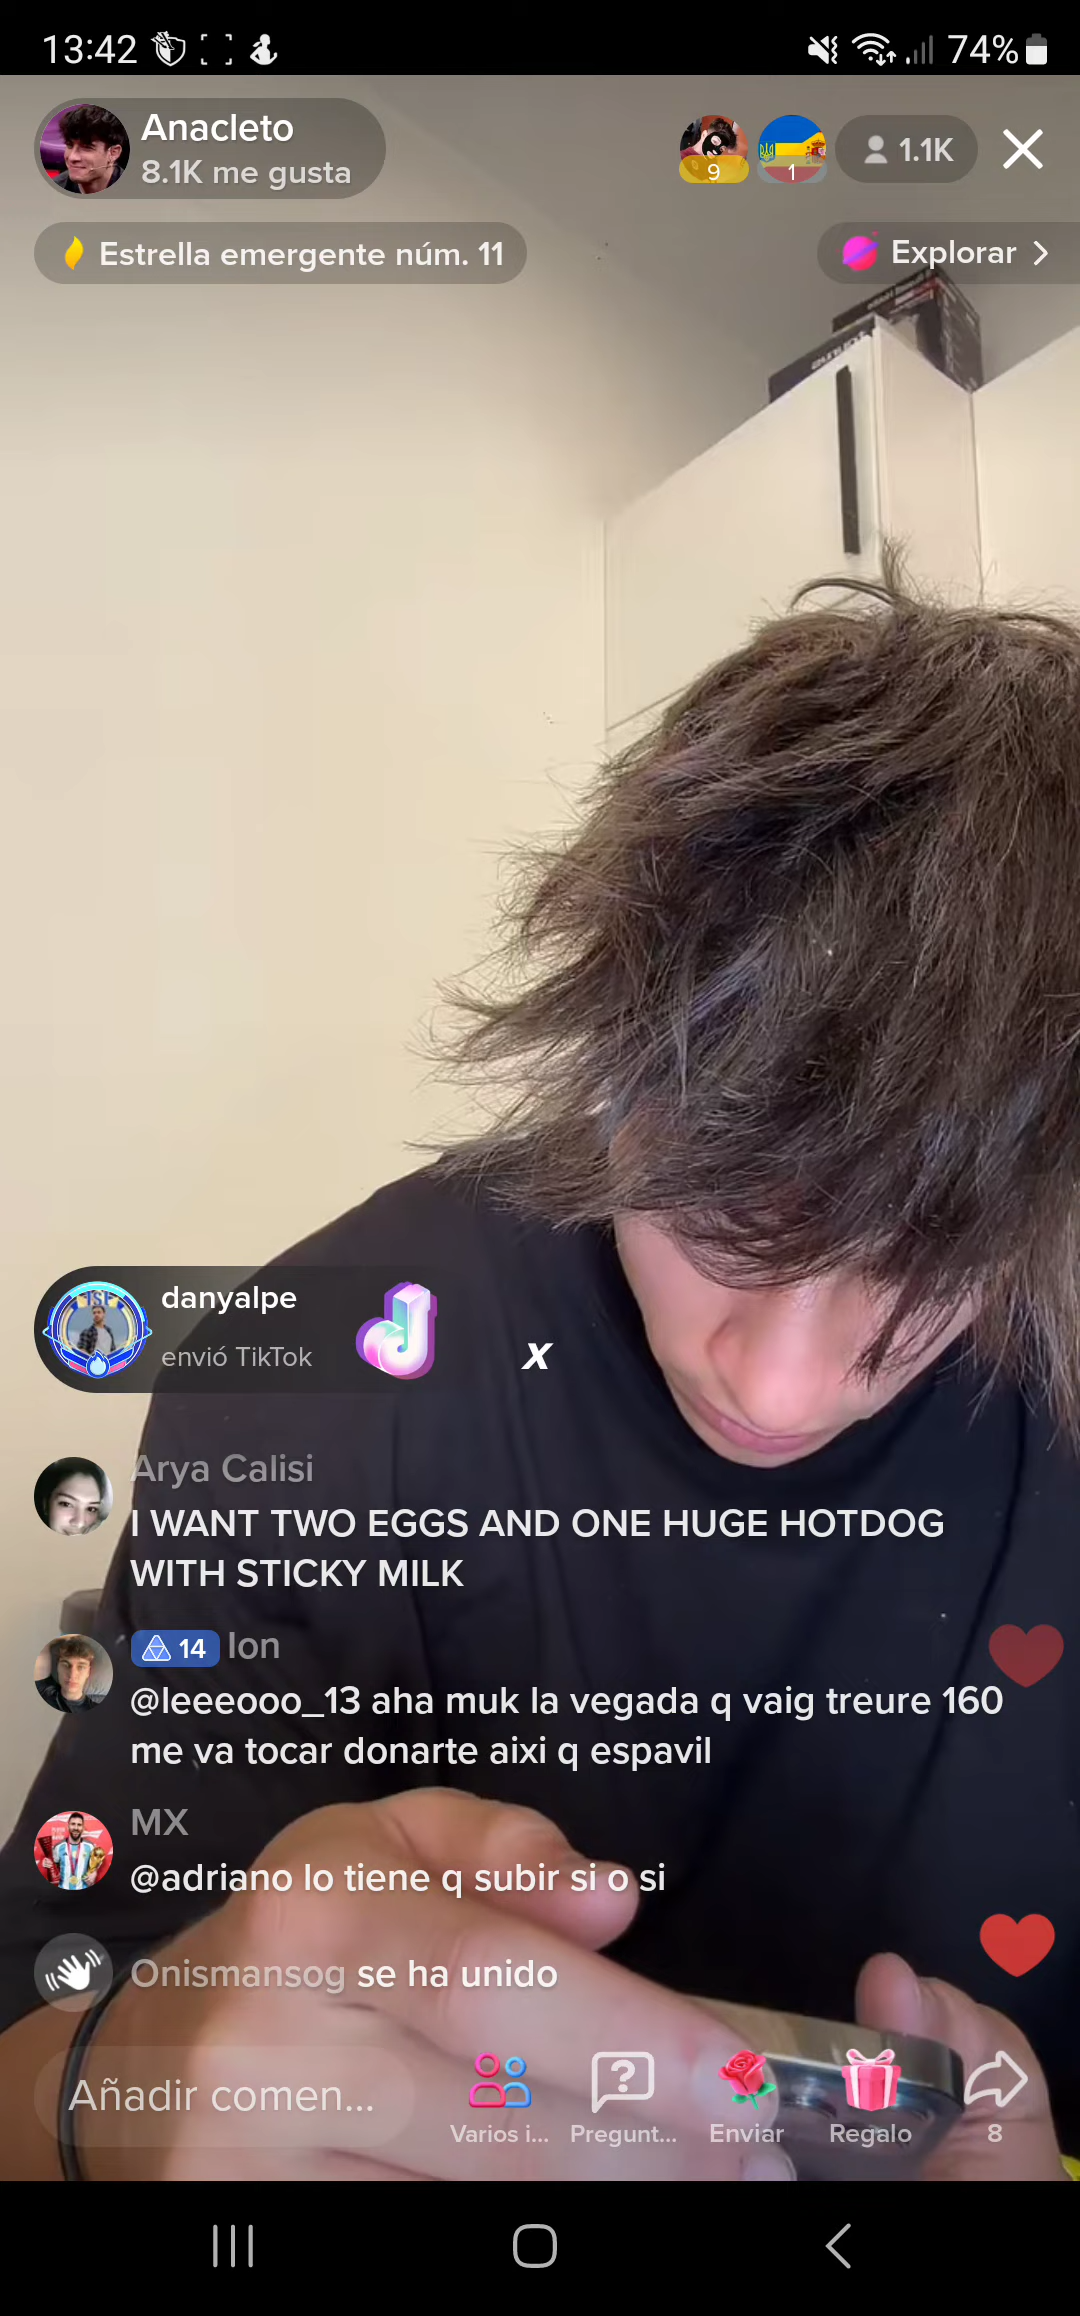 13:42
74%
Anacleto
8.1K me gusta
9
1
1.1K
Estrella emergente núm. 11
Explorar
danyalpe
envió TikTok
x
Arya Calisi
I WANT TWO EGGS AND ONE HUGE HOTDOG
WITH STICKY MILK
14 Ion
@leeeooo_13 aha muk la vegada q vaig treure 160
me va tocar donarte aixi q espavil
MX
@adriano lo tiene q subir si o si
Onismansog se ha unido
Añadir comen...
Varios i...
Pregunt...
Enviar
Regalo
8